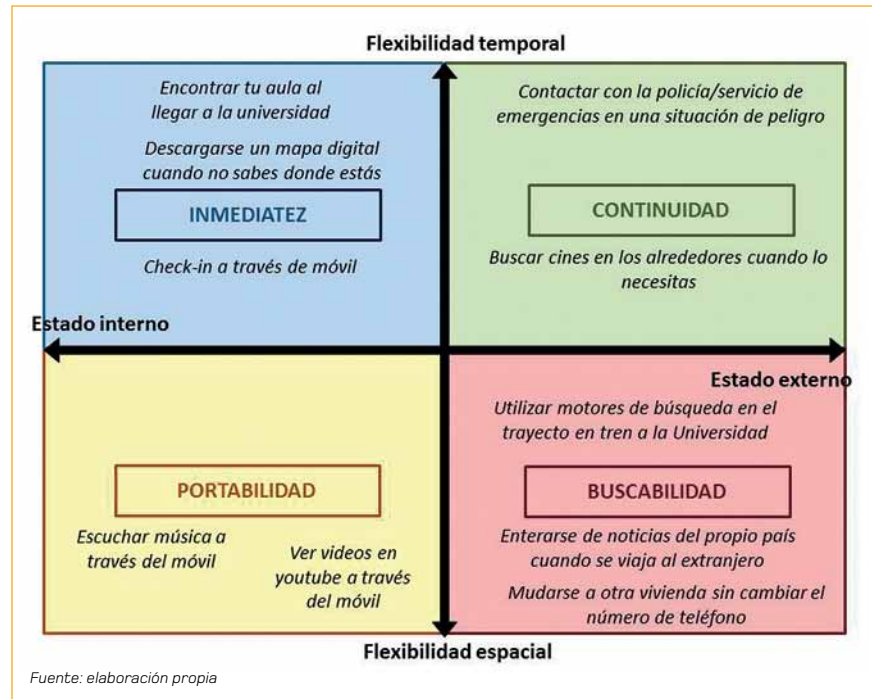 Flexibilidad temporal
Encontrar tu aula al
llegar a la universidad
Descargarse un mapa digital
cuando no sabes donde estás
INMEDIATEZ
Check-in a través de móvil
Contactar con la policía/servicio de
emergencias en una situación de peligro
CONTINUIDAD
Buscar cines en los alrededores cuando lo
necesitas
Estado interno
Estado externo
PORTABILIDAD
Escuchar música a
través del móvil
Ver videos en
youtube a través
del móvil
Utilizar motores de búsqueda en el
trayecto en tren a la Universidad
BUSCABILIDAD
Enterarse de noticias del propio país
cuando se viaja al extranjero
Mudarse a otra vivienda sin cambiar el
número de teléfono
Flexibilidad espacial
Fuente: elaboración propia